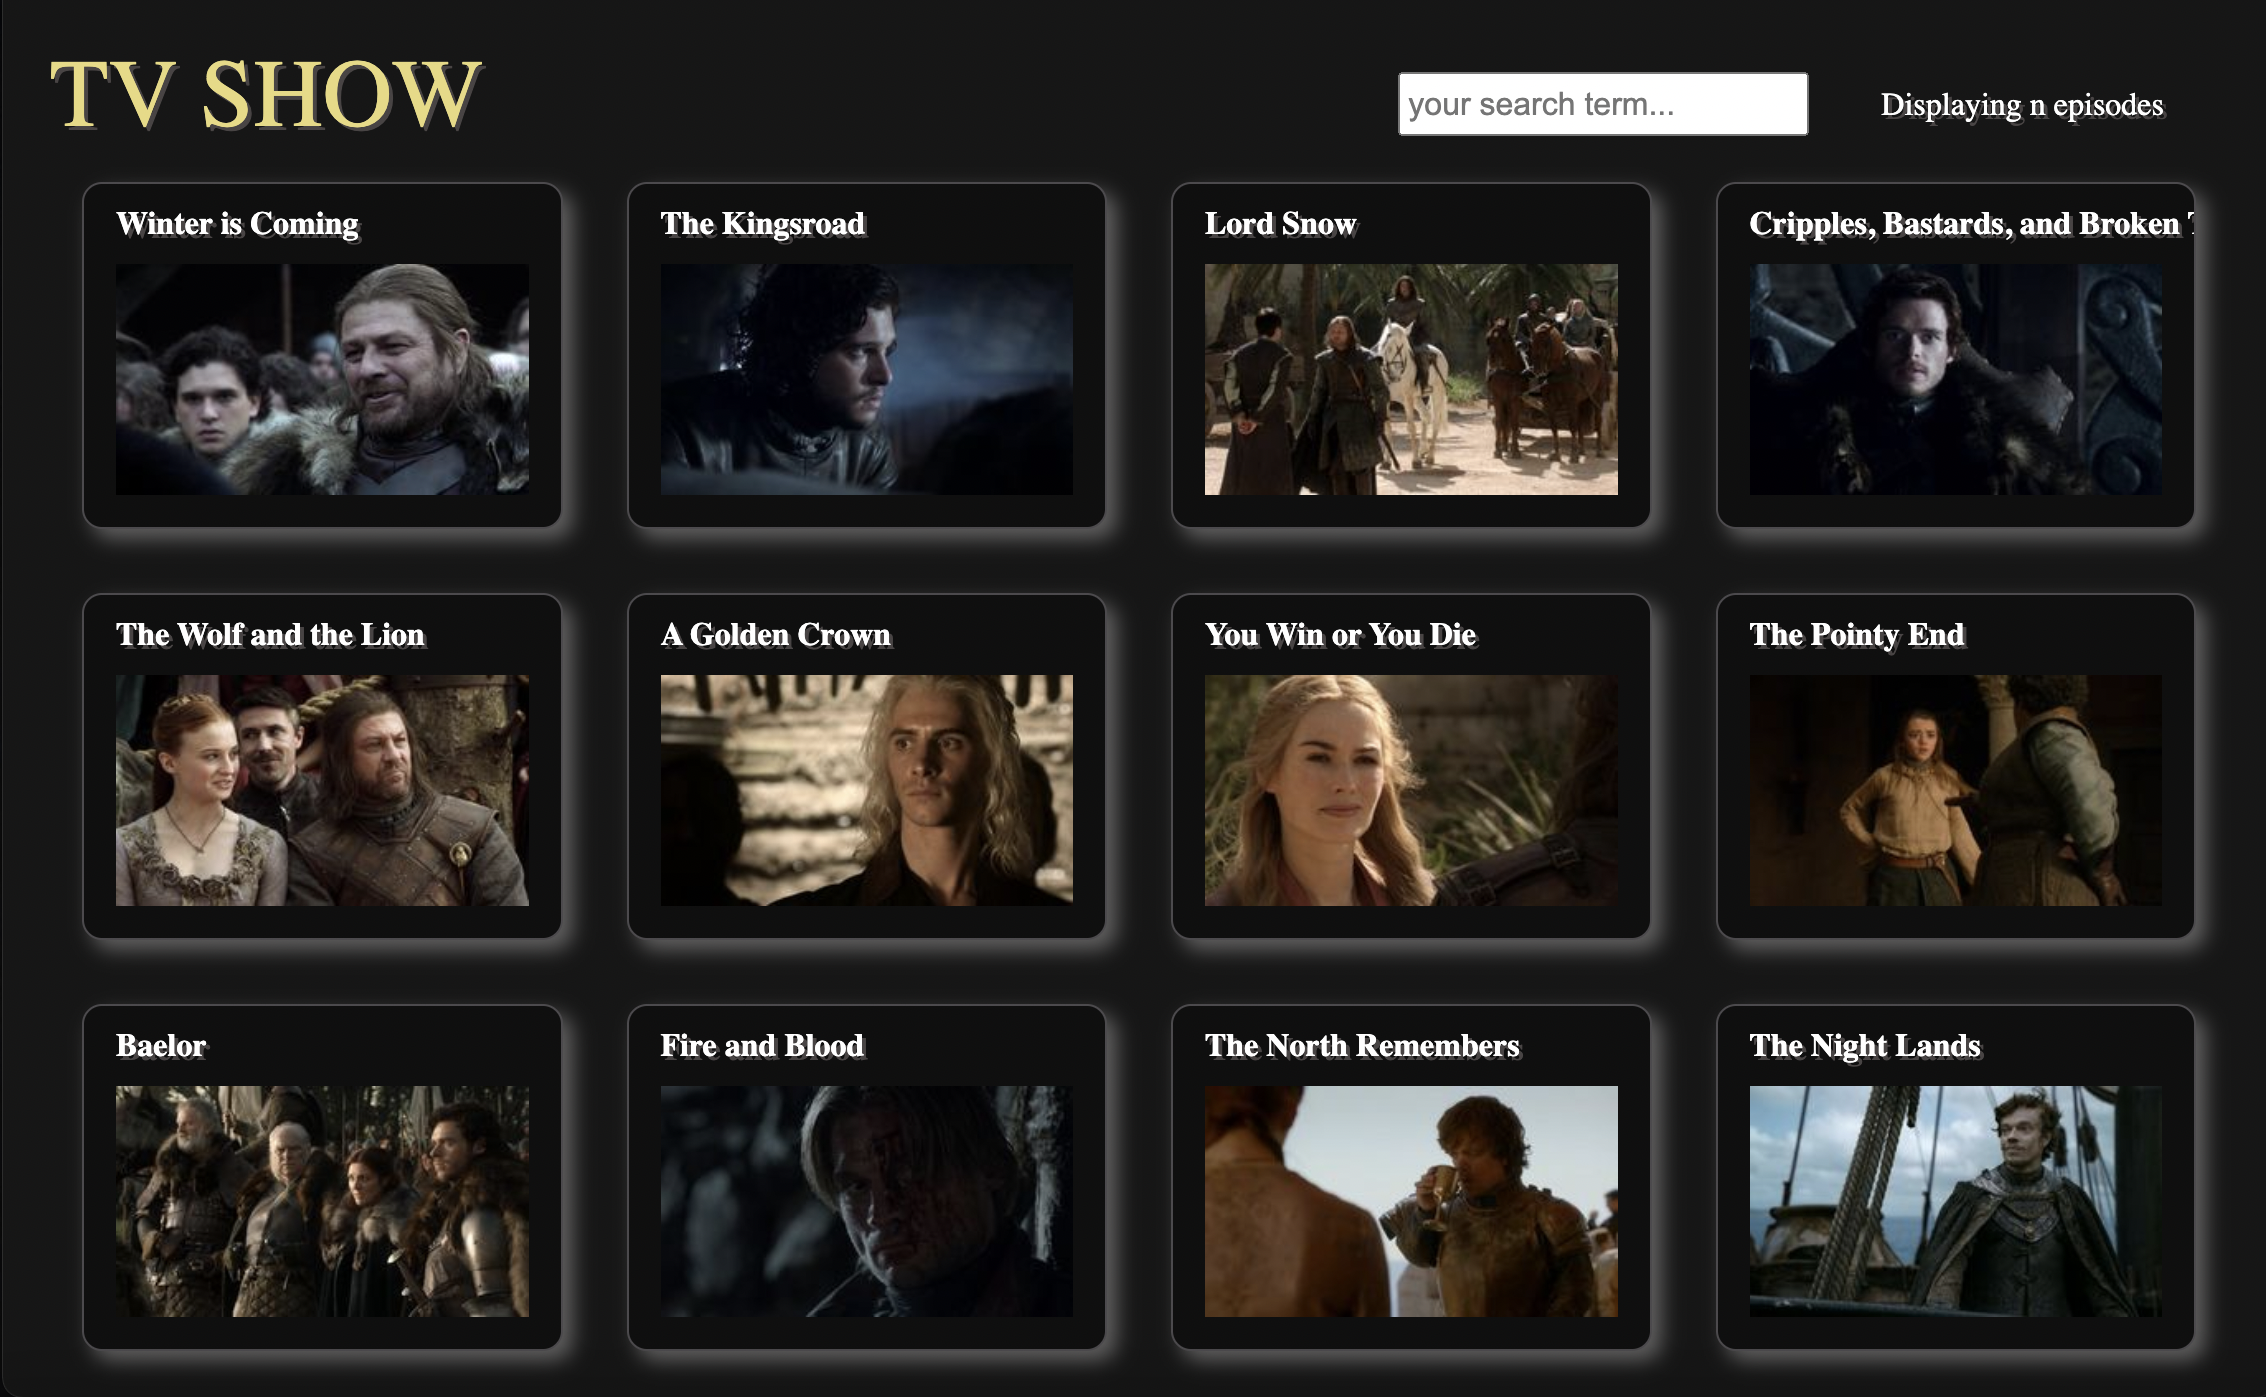 TV SHOW
your search term...
Displaying n episodes
Winter is Coming
The Kingsroad
Lord Snow
Cripples, Bastards, and Broken
The Wolf and the Lion
A Golden Crown
You Win or You Die
The Pointy End
Baelor
Fire and Blood
The North Remembers
The Night Lands